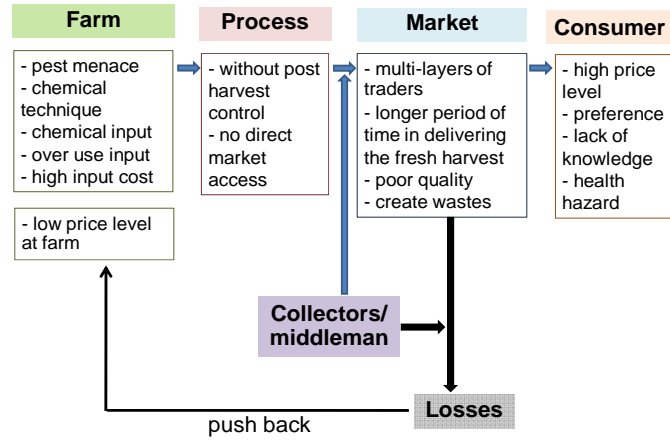 Farm
Process
Market
Consumer
- pest menace
- chemical
technique
- chemical input
- over use input
- high input cost
- low price level
at farm
- without post
harvest
control
- no direct
market
access
- multi-layers of
traders
- longer period of
time in delivering
the fresh harvest
- poor quality
- create wastes
- high price
level
- preference
- lack of
knowledge
- health
hazard
Collectors/
middleman
Losses
push back